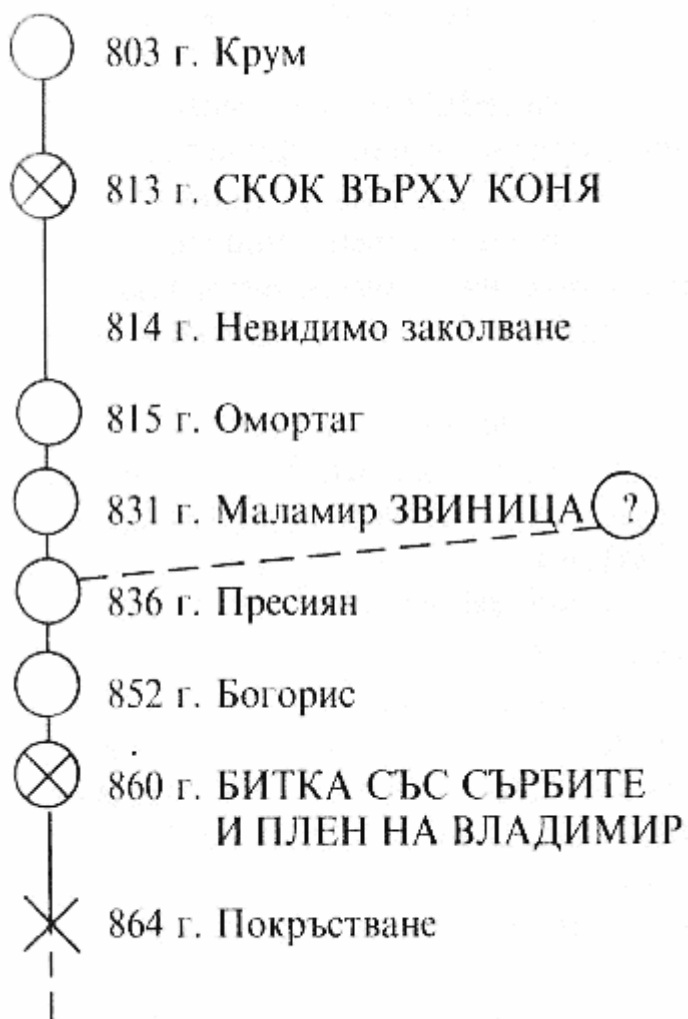 803 г. Крум
813 г. СКОК ВЪРХУ КОНЯ
814 г. Невидимо заколване
815 г. Омортаг
831 г. Маламир ЗВИНИЦА ?
836 г. Пресиян
852 г. Богорис
860 г. БИТКА СЪС СЪРБИТЕ
И ПЛЕН НА ВЛАДИМИР
864 г. Покръстване